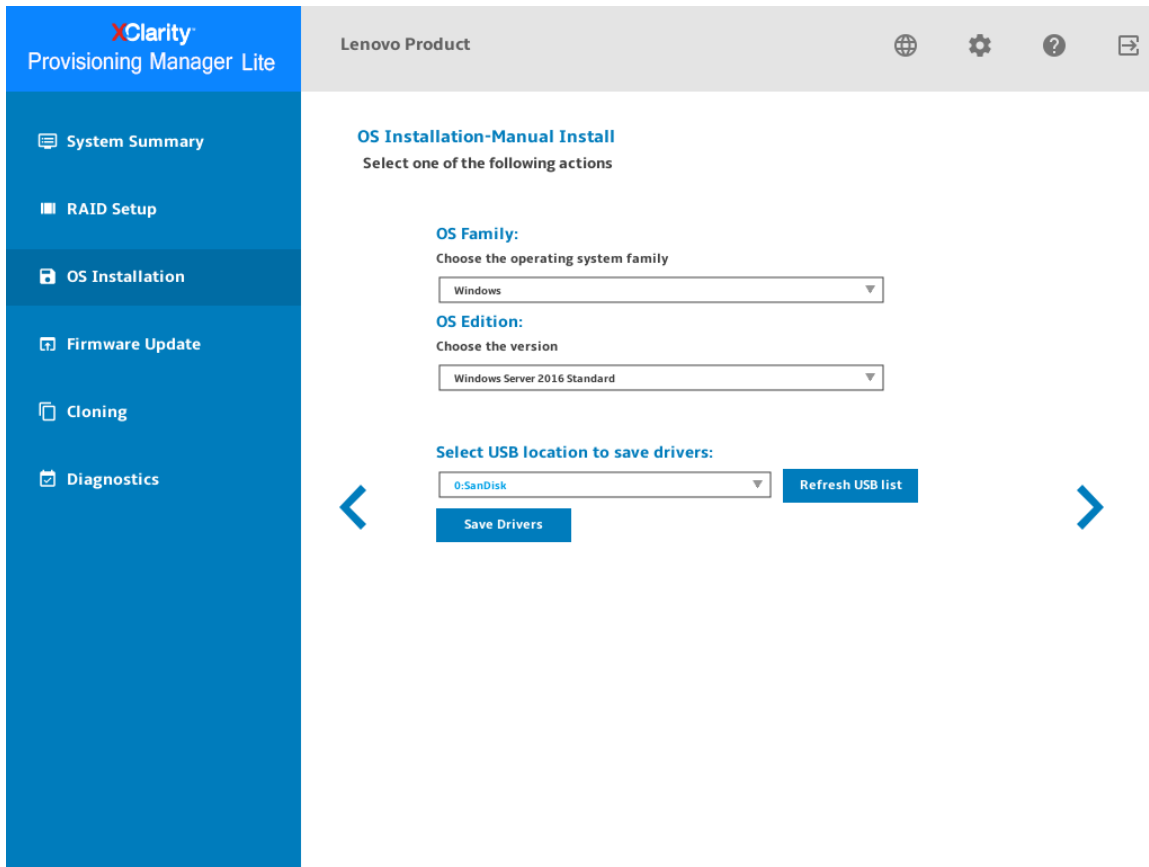 XClarity
Provisioning Manager Lite
Lenovo Product
System Summary
RAID Setup
OS Installation
Firmware Update
Cloning
Diagnostics
OS Installation-Manual Install
Select one of the following actions
OS Family:
Choose the operating system family
Windows
OS Edition:
Choose the version
Windows Server 2016 Standard
Select USB location to save drivers:
0:SanDisk
Refresh USB list
Save Drivers